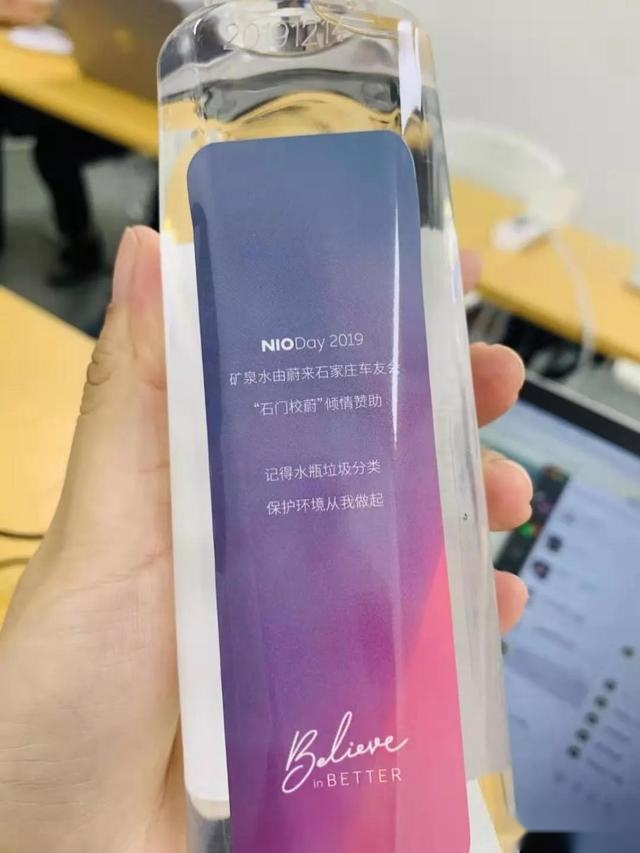 20191214
NIODay 2019
矿泉水由蔚来石家庄车友会
“石门校蔚”倾情赞助
记得水瓶垃圾分类
保护环境从我做起
Believe
in BETTER